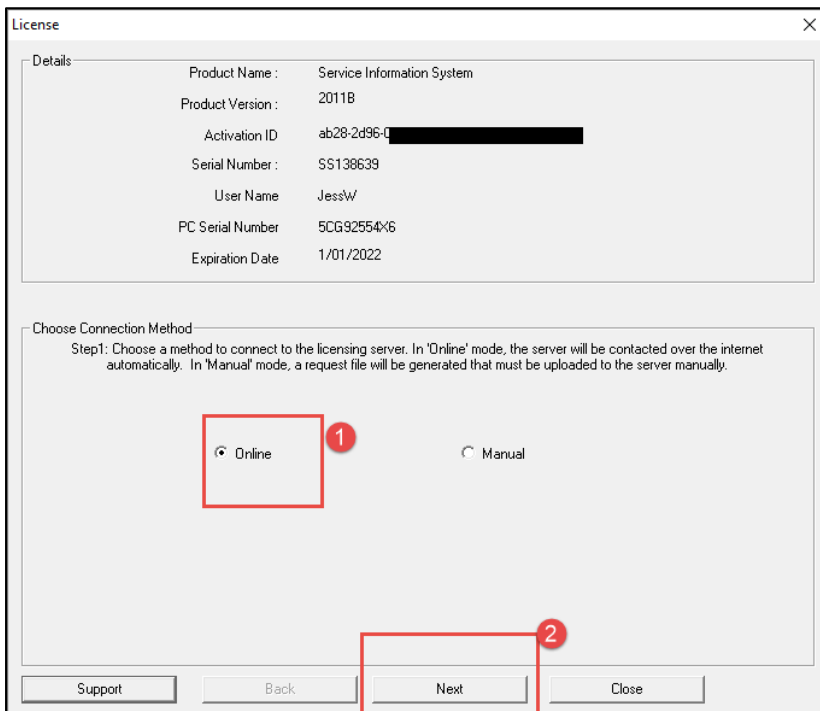 License
Details
Product Name : Service Information System
Product Version : 2011B
Activation ID ab28-2d96-
Serial Number : SS138639
User Name JessW
PC Serial Number 5CG92554X6
Expiration Date 1/01/2022
Choose Connection Method
Step1: Choose a method to connect to the licensing server. In 'Online' mode, the server will be contacted over the internet
automatically. In 'Manual' mode, a request file will be generated that must be uploaded to the server manually.
Online 1 Manual
2
Support Back Next Close